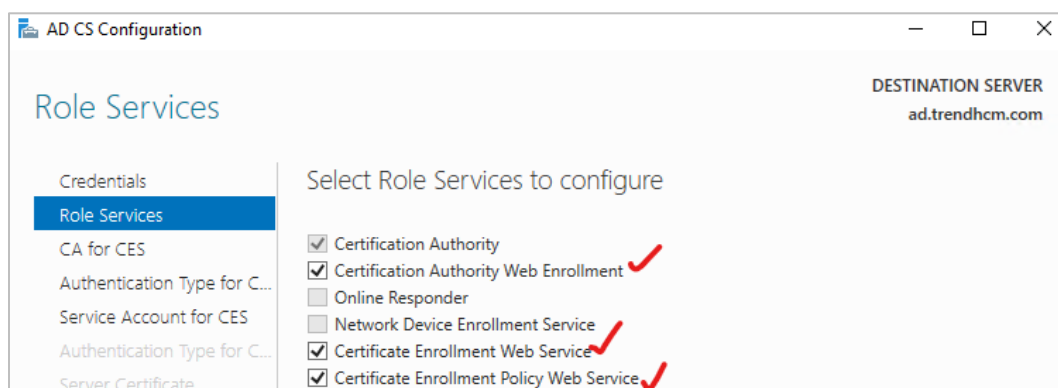 AD CS Configuration
DESTINATION SERVER
ad.trendhcm.com
Role Services
Credentials
Role Services
CA for CES
Authentication Type for C...
Service Account for CES
Authentication Type for C...
Server Certificate
Select Role Services to configure
Certification Authority
Certification Authority Web Enrollment
Online Responder
Network Device Enrollment Service
Certificate Enrollment Web Service
Certificate Enrollment Policy Web Service